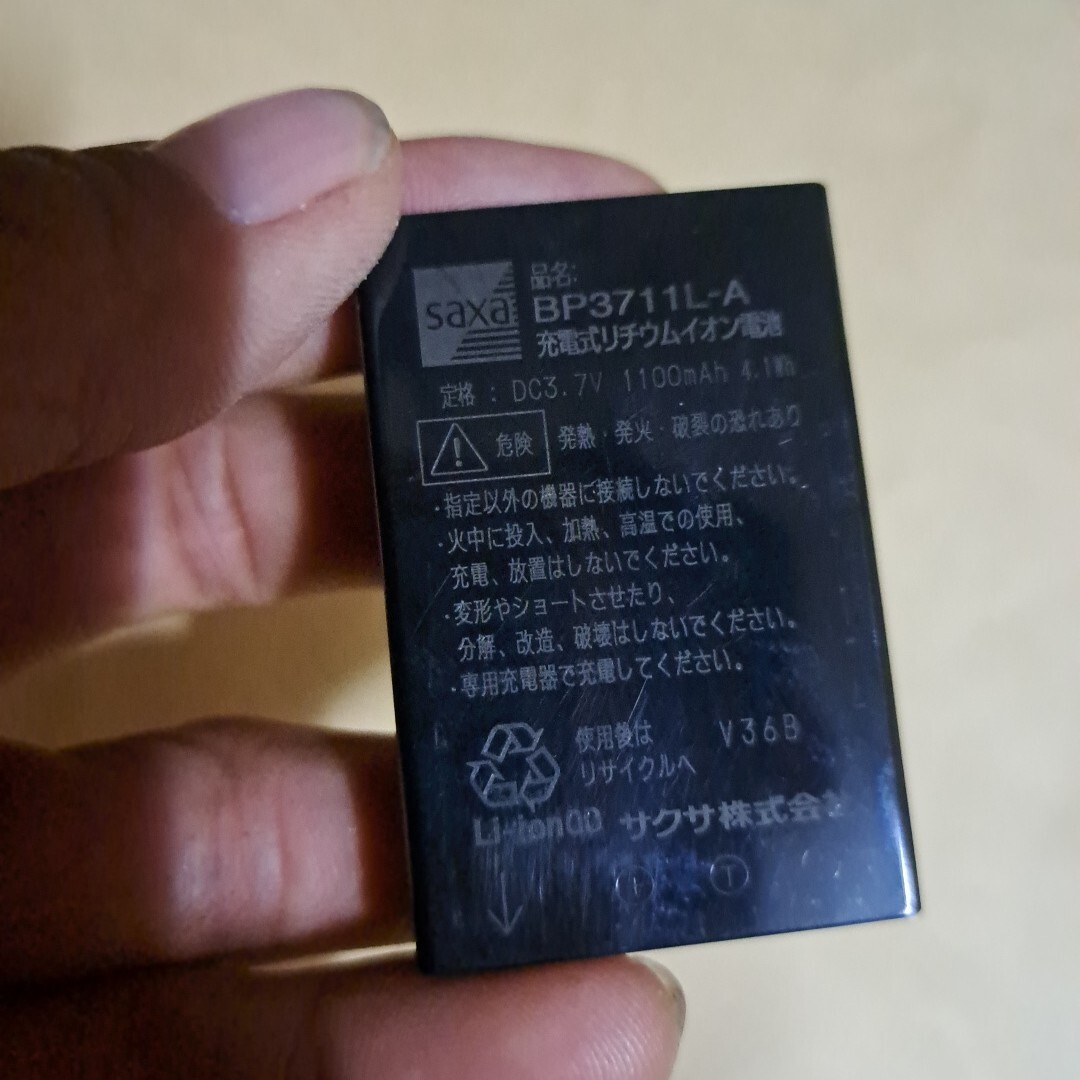 saxa
品名:
BP3711L-A
充電式リチウムイオン電池
定格 : DC3.7V 1100mAh 4.1Wh
危険 発熱・発火・破裂の恐れあり
・指定以外の機器に接続しないでください。
・火中に投入、加熱、高温での使用、
充電、放置はしないでください。
・変形やショートさせたり、
分解、改造、破壊はしないでください。
・専用充電器で充電してください。
使用後は V36B
リサイクルへ
Li-ion00 サクサ株式会社
T